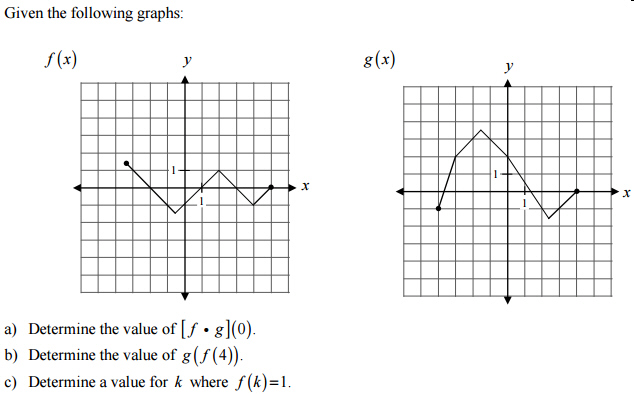 Given the following graphs:
f(x)
y
1
1
x
g(x)
y
1
1
x
a) Determine the value of [f • g](0).
b) Determine the value of g(f(4)).
c) Determine a value for k where f(k)=1.